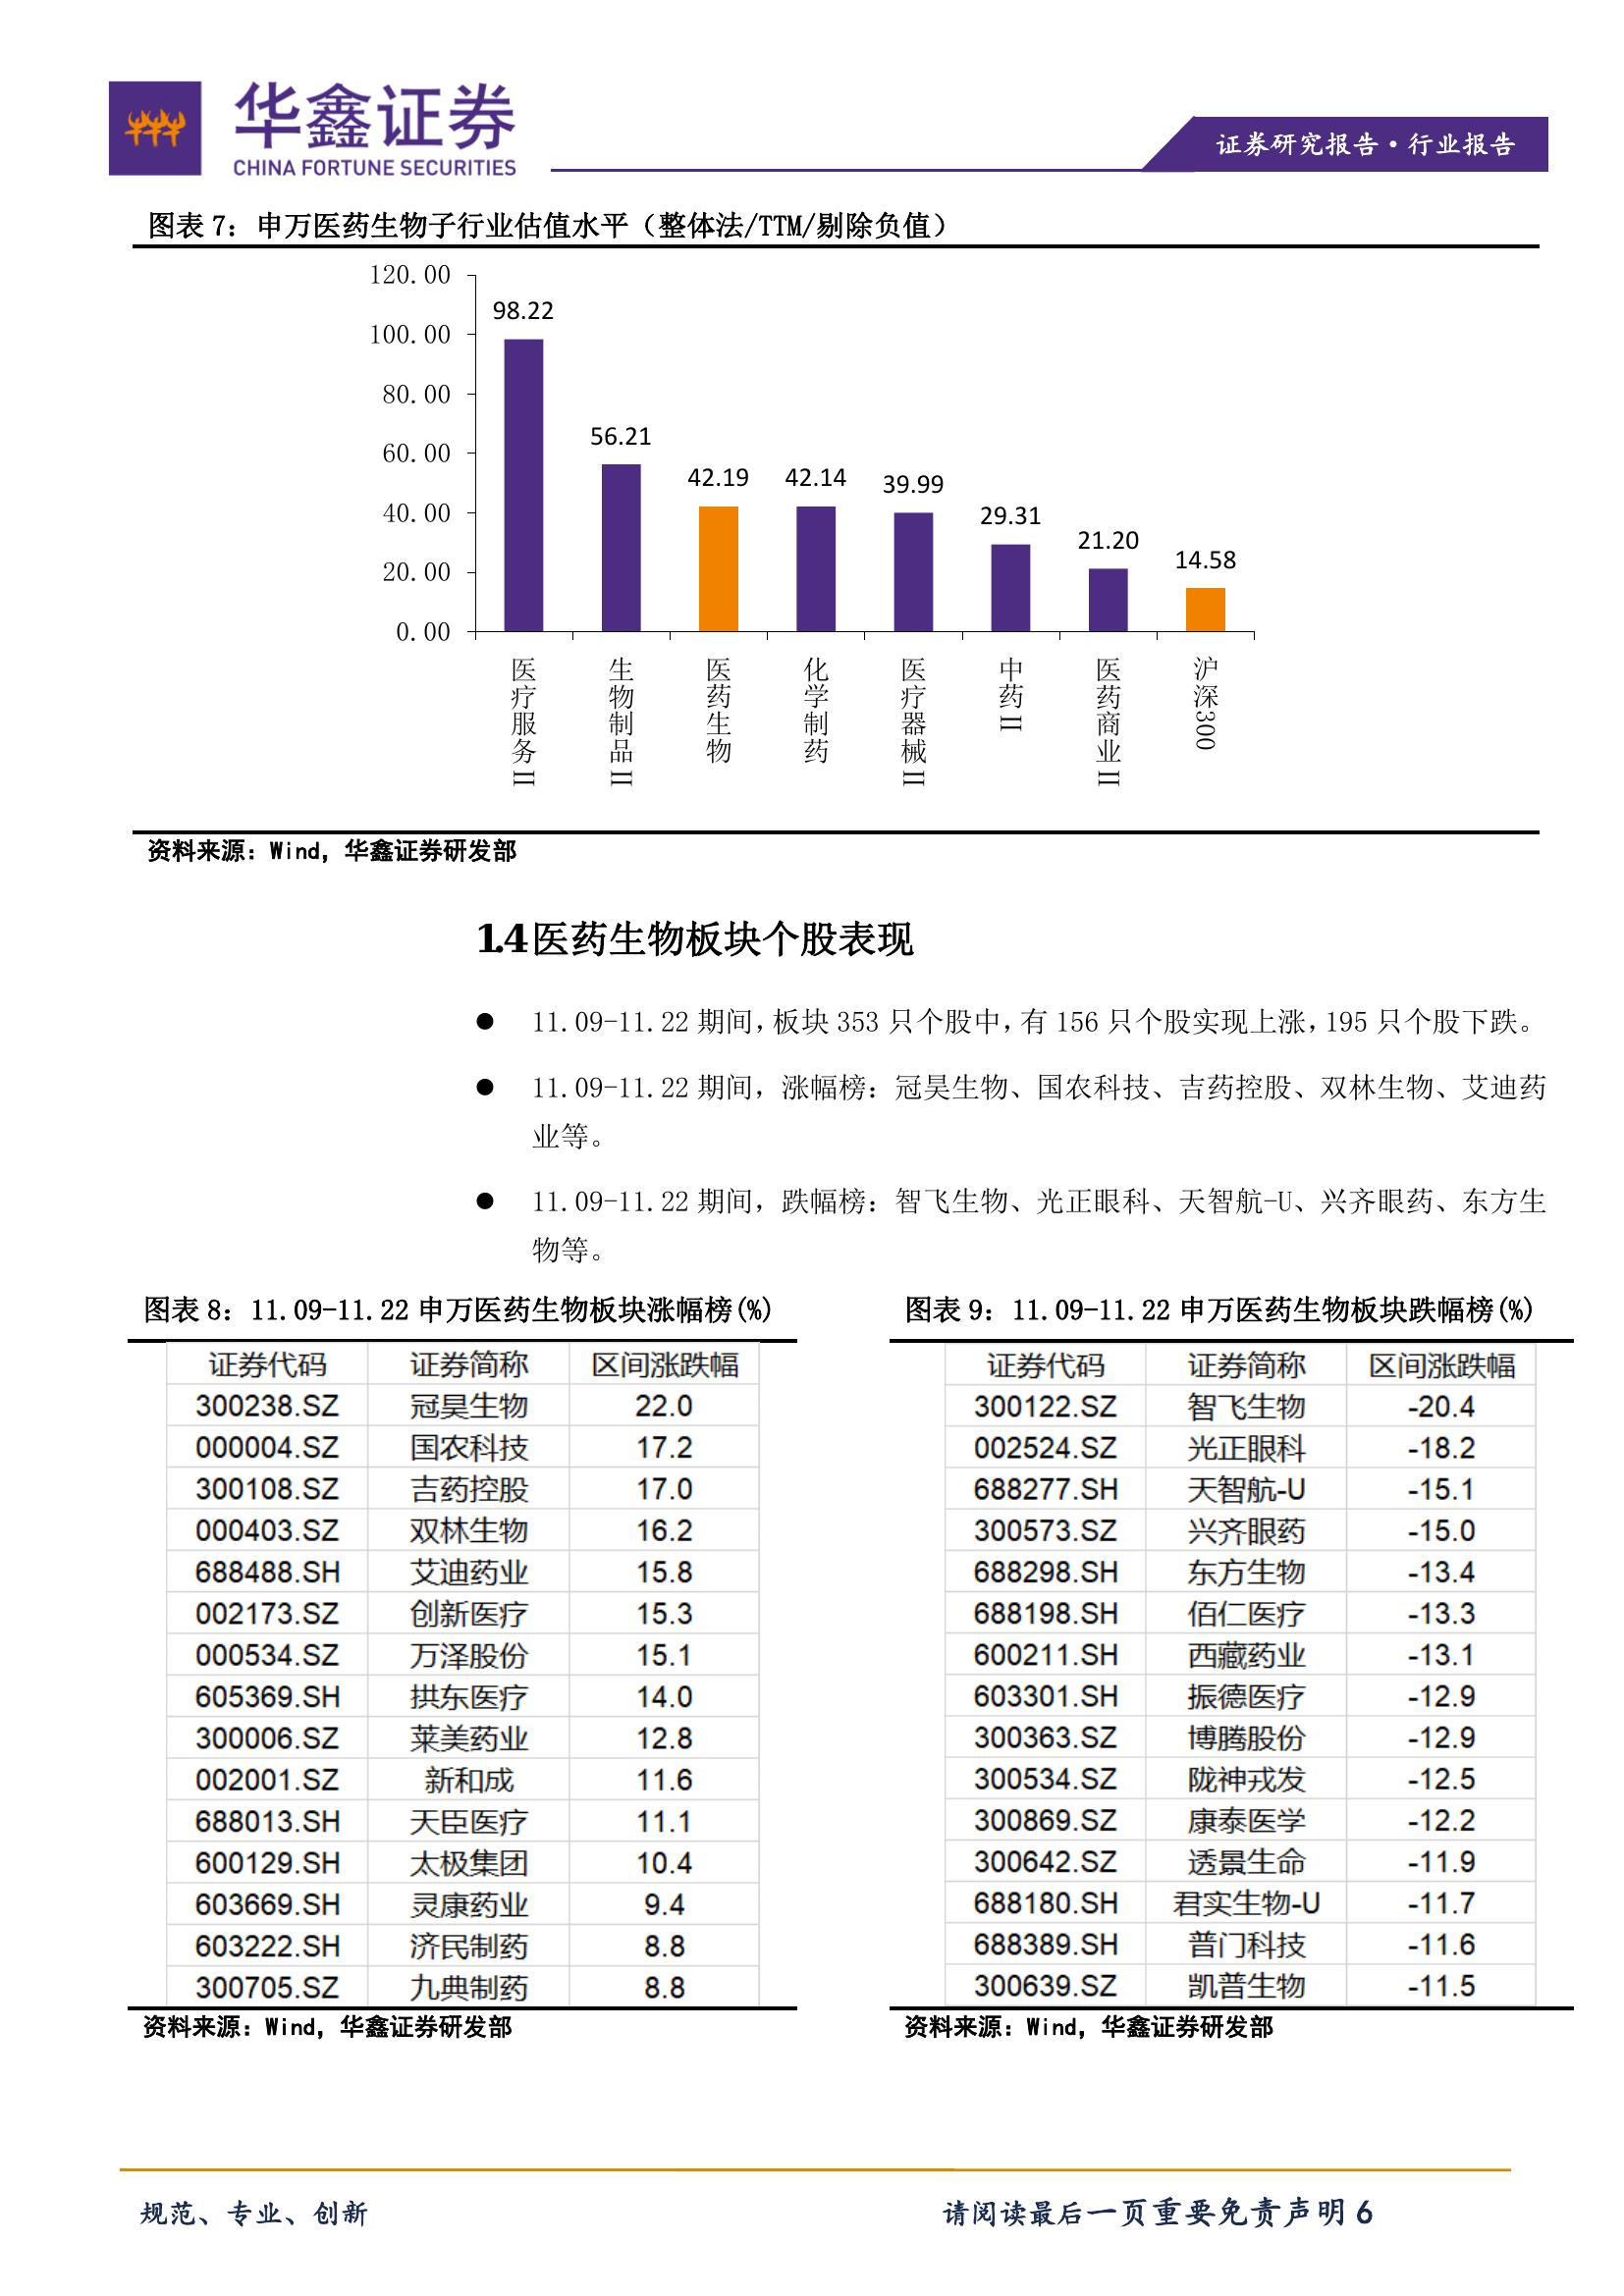 华鑫证券
CHINA FORTUNE SECURITIES
证券研究报告·行业报告
图表 7：申万医药生物子行业估值水平（整体法/TTM/剔除负值）
120.00
100.00
80.00
60.00
40.00
20.00
0.00
98.22
56.21
42.19
42.14
39.99
29.31
21.20
14.58
医疗服务II
生物制品II
医药生物
化学制药
医疗器械II
中药II
医药商业II
沪深300
资料来源：Wind，华鑫证券研发部
1.4 医药生物板块个股表现
● 11.09-11.22 期间，板块 353 只个股中，有 156 只个股实现上涨，195 只个股下跌。
● 11.09-11.22 期间，涨幅榜：冠昊生物、国农科技、吉药控股、双林生物、艾迪药
业等。
● 11.09-11.22 期间，跌幅榜：智飞生物、光正眼科、天智航-U、兴齐眼药、东方生
物等。
图表 8：11.09-11.22 申万医药生物板块涨幅榜(%)
证券代码 证券简称 区间涨跌幅
300238.SZ 冠昊生物 22.0
000004.SZ 国农科技 17.2
300108.SZ 吉药控股 17.0
000403.SZ 双林生物 16.2
688488.SH 艾迪药业 15.8
002173.SZ 创新医疗 15.3
000534.SZ 万泽股份 15.1
605369.SH 拱东医疗 14.0
300006.SZ 莱美药业 12.8
002001.SZ 新和成 11.6
688013.SH 天臣医疗 11.1
600129.SH 太极集团 10.4
603669.SH 灵康药业 9.4
603222.SH 济民制药 8.8
300705.SZ 九典制药 8.8
资料来源：Wind，华鑫证券研发部
图表 9：11.09-11.22 申万医药生物板块跌幅榜(%)
证券代码 证券简称 区间涨跌幅
300122.SZ 智飞生物 -20.4
002524.SZ 光正眼科 -18.2
688277.SH 天智航-U -15.1
300573.SZ 兴齐眼药 -15.0
688298.SH 东方生物 -13.4
688198.SH 佰仁医疗 -13.3
600211.SH 西藏药业 -13.1
603301.SH 振德医疗 -12.9
300363.SZ 博腾股份 -12.9
300534.SZ 陇神戎发 -12.5
300869.SZ 康泰医学 -12.2
300642.SZ 透景生命 -11.9
688180.SH 君实生物-U -11.7
688389.SH 普门科技 -11.6
300639.SZ 凯普生物 -11.5
资料来源：Wind，华鑫证券研发部
规范、专业、创新
请阅读最后一页重要免责声明 6